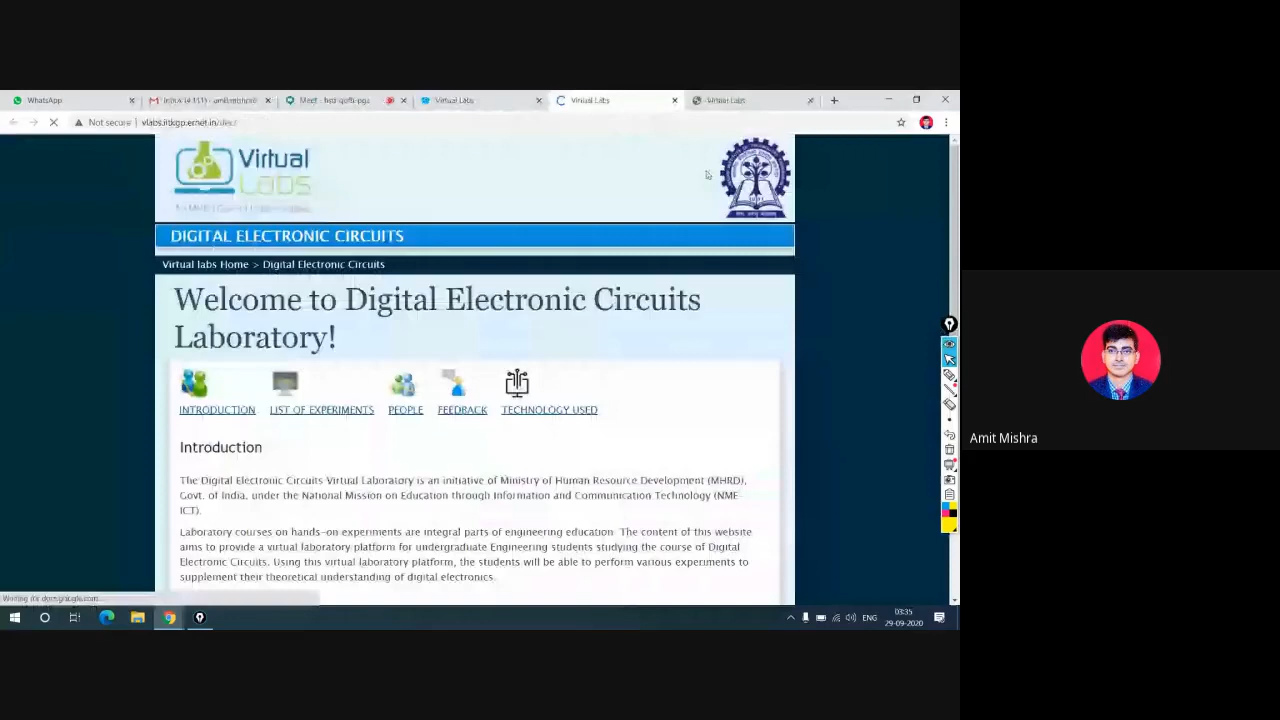 WhatsApp
Virtual Labs
Virtual Labs
Virtual Labs
Not secure | vlabs.iitkgp.ernet.in/dec/
Virtual
Labs
DIGITAL ELECTRONIC CIRCUITS
Virtual labs Home > Digital Electronic Circuits
Welcome to Digital Electronic Circuits
Laboratory!
INTRODUCTION LIST OF EXPERIMENTS PEOPLE FEEDBACK TECHNOLOGY USED
Introduction
The Digital Electronic Circuits Virtual Laboratory is an initiative of Ministry of Human Resource Development (MHRD),
Govt. of India, under the National Mission on Education through Information and Communication Technology (NME-
ICT).
Laboratory courses on hands-on experiments are integral parts of engineering education. The content of this website
aims to provide a virtual laboratory platform for undergraduate Engineering students studying the course of Digital
Electronic Circuits. Using this virtual laboratory platform, the students will be able to perform various experiments to
supplement their theoretical understanding of digital electronics.
ENG
03:35
29-09-2020
Amit Mishra